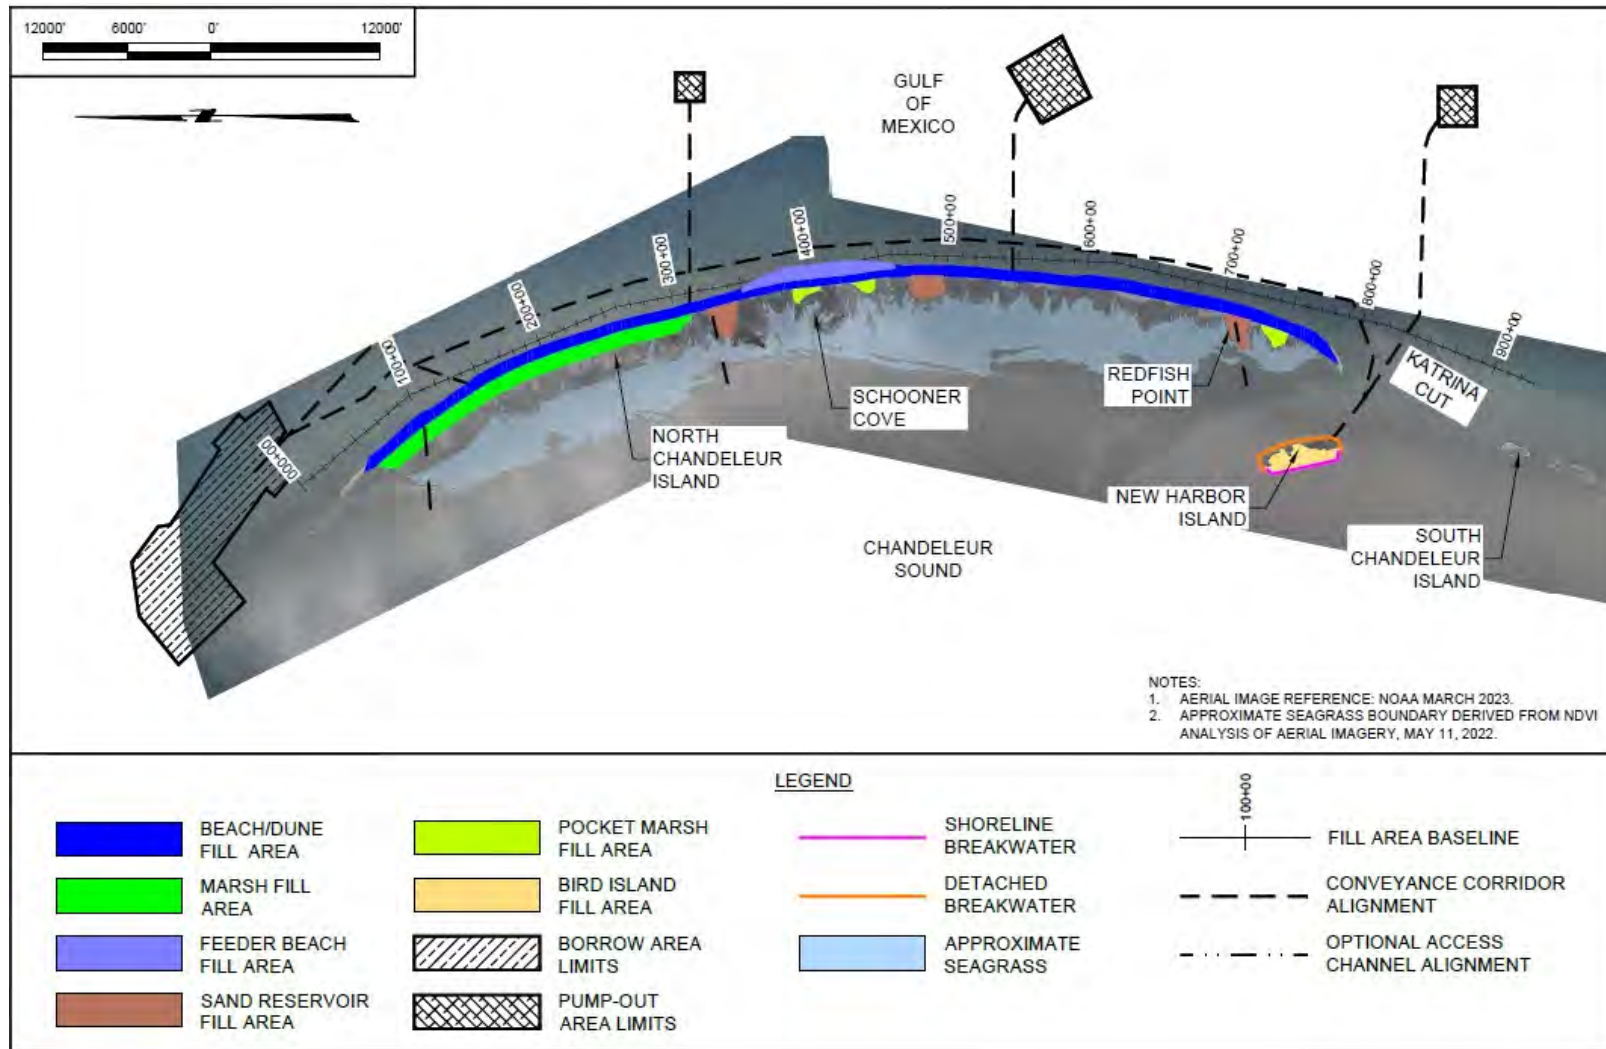 12000' 6000' 0' 12000'
GULF
OF
MEXICO
000+00
100+00
200+00
300+00
400+00
500+00
600+00
700+00
800+00
900+00
KATRINA
CUT
SCHOONER
COVE
REDFISH
POINT
NORTH
CHANDELEUR
ISLAND
NEW HARBOR
ISLAND
SOUTH
CHANDELEUR
ISLAND
CHANDELEUR
SOUND
NOTES:
1. AERIAL IMAGE REFERENCE: NOAA MARCH 2023.
2. APPROXIMATE SEAGRASS BOUNDARY DERIVED FROM NDVI
ANALYSIS OF AERIAL IMAGERY, MAY 11, 2022.
LEGEND
BEACH/DUNE
FILL AREA
MARSH FILL
AREA
FEEDER BEACH
FILL AREA
SAND RESERVOIR
FILL AREA
POCKET MARSH
FILL AREA
BIRD ISLAND
FILL AREA
BORROW AREA
LIMITS
PUMP-OUT
AREA LIMITS
SHORELINE
BREAKWATER
DETACHED
BREAKWATER
APPROXIMATE
SEAGRASS
100+00
FILL AREA BASELINE
CONVEYANCE CORRIDOR
ALIGNMENT
OPTIONAL ACCESS
CHANNEL ALIGNMENT